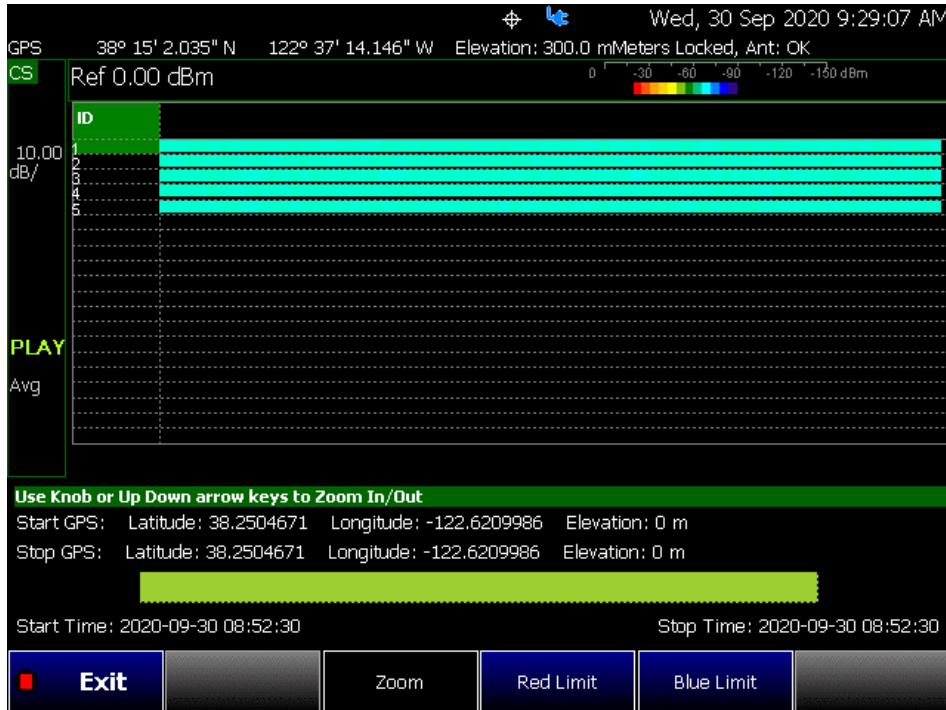 Wed, 30 Sep 2020 9:29:07 AM
GPS 38º 15' 2.035" N 122º 37' 14.146" W Elevation: 300.0 mMeters Locked, Ant: OK
CS Ref 0.00 dBm 0 -30 -60 -90 -120 -150 dBm
ID
10.00
dB/
1
2
3
4
5
PLAY
Avg
Use Knob or Up Down arrow keys to Zoom In/Out
Start GPS: Latitude: 38.2504671 Longitude: -122.6209986 Elevation: 0 m
Stop GPS: Latitude: 38.2504671 Longitude: -122.6209986 Elevation: 0 m
Start Time: 2020-09-30 08:52:30 Stop Time: 2020-09-30 08:52:30
Exit Zoom Red Limit Blue Limit